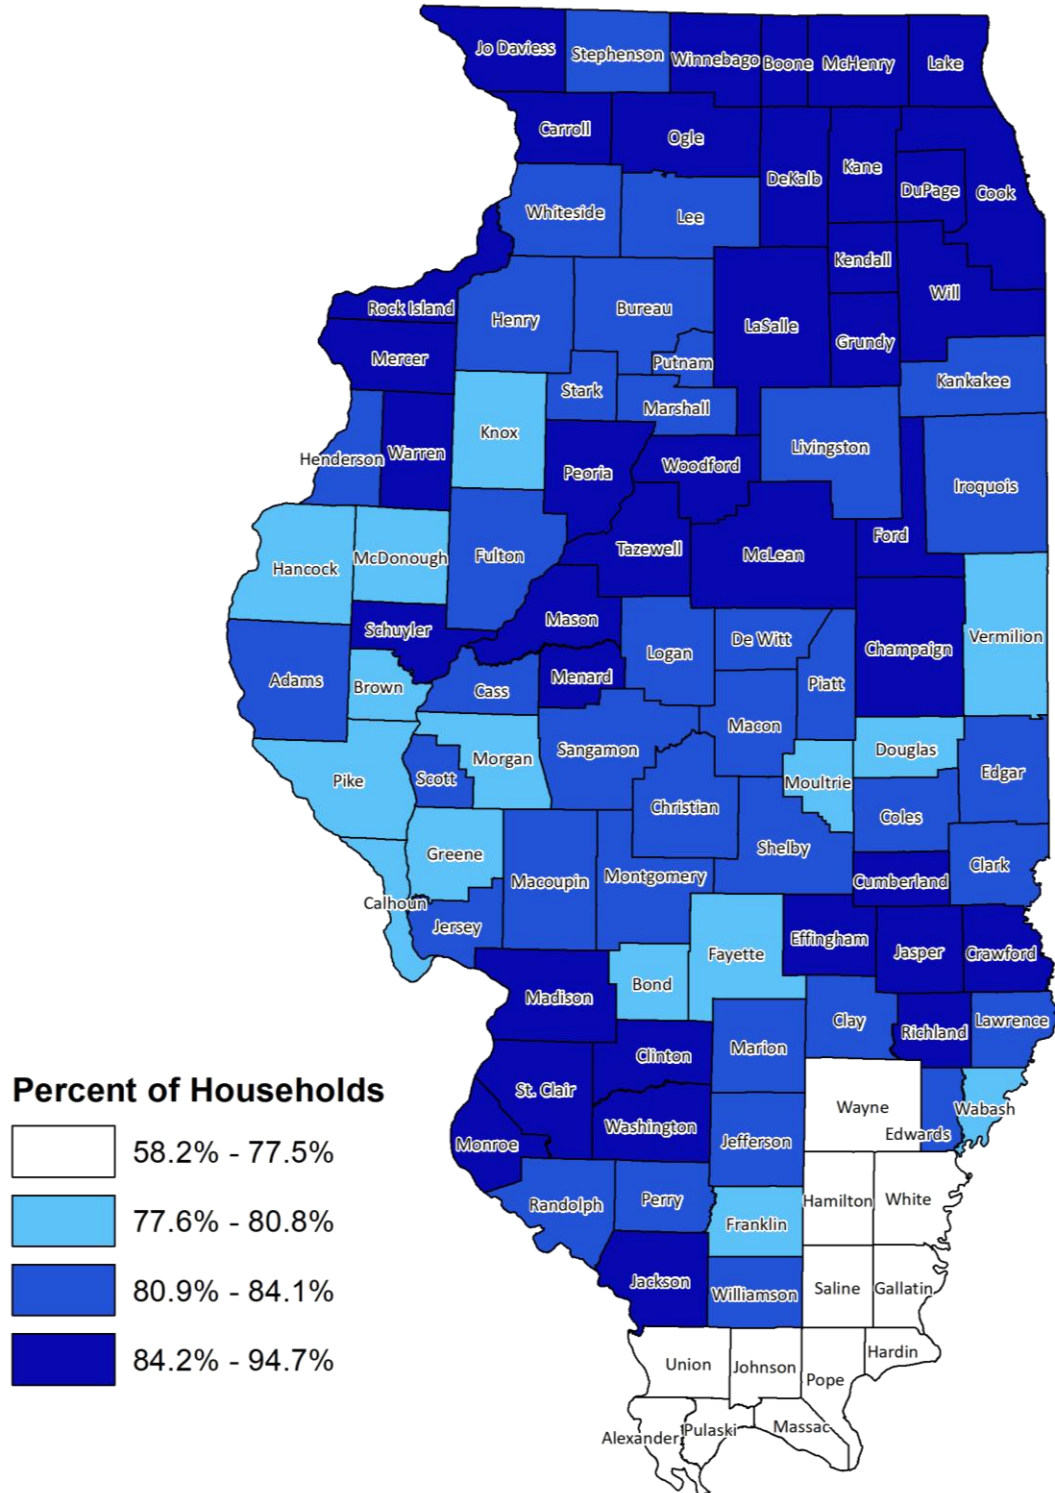 Jo Daviess
Stephenson
Winnebago
Boone
McHenry
Lake
Carroll
Ogle
DeKalb
Kane
DuPage
Cook
Whiteside
Lee
Kendall
Will
Rock Island
Henry
Bureau
LaSalle
Grundy
Mercer
Putnam
Kankakee
Stark
Marshall
Knox
Henderson
Warren
Livingston
Peoria
Woodford
Iroquois
Ford
Hancock
McDonough
Fulton
Tazewell
McLean
Schuyler
Mason
De Witt
Champaign
Vermilion
Logan
Adams
Brown
Cass
Menard
Piatt
Macon
Pike
Scott
Morgan
Sangamon
Douglas
Moultrie
Edgar
Christian
Coles
Greene
Shelby
Clark
Macoupin
Montgomery
Cumberland
Calhoun
Jersey
Fayette
Effingham
Jasper
Crawford
Bond
Madison
Clay
Richland
Lawrence
Marion
Clinton
St. Clair
Wayne
Edwards
Wabash
Washington
Monroe
Jefferson
Randolph
Perry
Hamilton
White
Franklin
Jackson
Williamson
Saline
Gallatin
Union
Johnson
Pope
Hardin
Alexander
Pulaski
Massac
Percent of Households
58.2% - 77.5%
77.6% - 80.8%
80.9% - 84.1%
84.2% - 94.7%